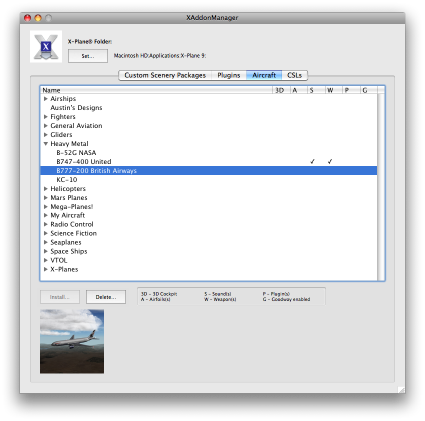 XAddonManager
X-Plane® Folder:
Set... Macintosh HD:Applications:X-Plane 9:
Custom Scenery Packages Plugins Aircraft CSLs
Name 3D A S W P G
Airships
Austin's Designs
Fighters
General Aviation
Gliders
Heavy Metal
B-52G NASA
B747-400 United ✓ ✓
B777-200 British Airways
KC-10
Helicopters
Mars Planes
Mega-Planes!
My Aircraft
Radio Control
Science Fiction
Seaplanes
Space Ships
VTOL
X-Planes
Install... Delete...
3D - 3D Cockpit S - Sound(s) P - Plugin(s)
A - Airfoils(s) W - Weapon(s) G - Goodway enabled